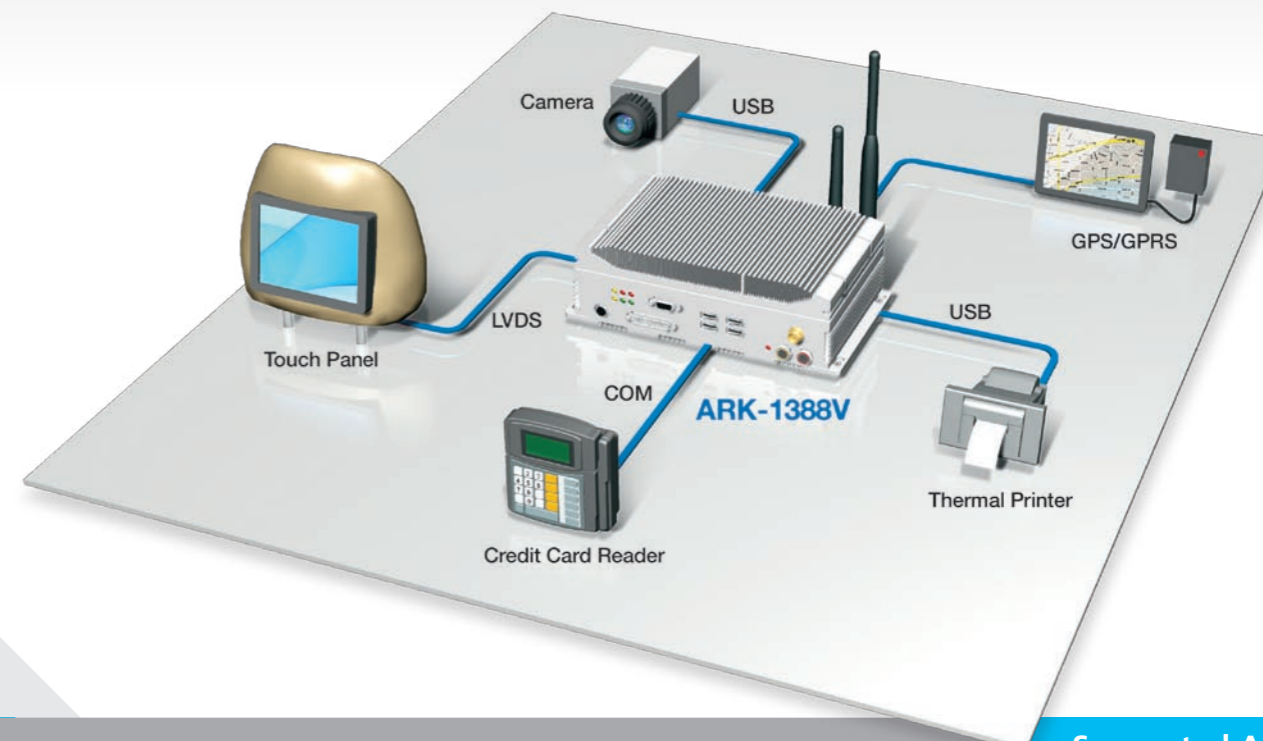 Camera
USB
GPS/GPRS
LVDS
USB
Touch Panel
COM
ARK-1388V
Thermal Printer
Credit Card Reader